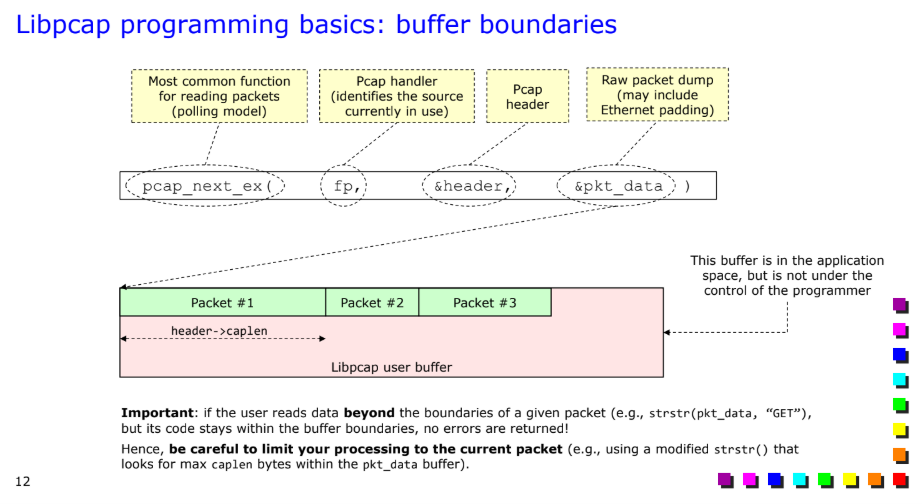 Libpcap programming basics: buffer boundaries
Most common function
for reading packets
(polling model)
Pcap handler
(identifies the source
currently in use)
Pcap
header
Raw packet dump
(may include
Ethernet padding)
pcap_next_ex( fp, &header, &pkt_data )
This buffer is in the application
space, but is not under the
control of the programmer
Packet #1 Packet #2 Packet #3
header->caplen
Libpcap user buffer
Important: if the user reads data beyond the boundaries of a given packet (e.g., strstr(pkt_data, “GET”),
but its code stays within the buffer boundaries, no errors are returned!
Hence, be careful to limit your processing to the current packet (e.g., using a modified strstr() that
looks for max caplen bytes within the pkt_data buffer).
12